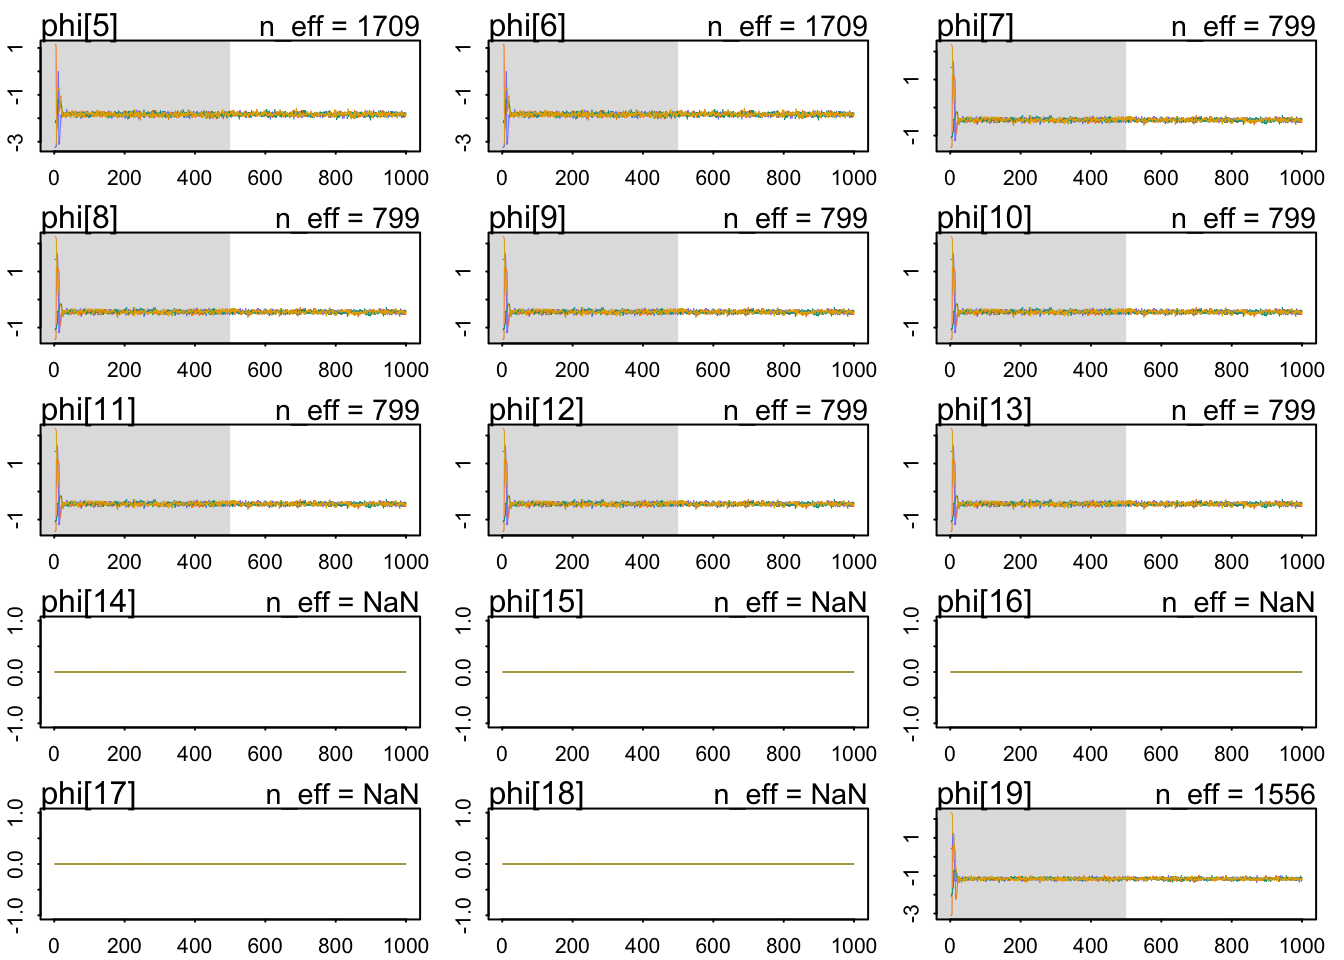 phi[5] n_eff = 1709 phi[6] n_eff = 1709 phi[7] n_eff = 799
1 -1 -3 1 -1 -3 1 -1
0 200 400 600 800 1000 0 200 400 600 800 1000 0 200 400 600 800 1000
phi[8] n_eff = 799 phi[9] n_eff = 799 phi[10] n_eff = 799
1 -1 1 -1 1 -1
0 200 400 600 800 1000 0 200 400 600 800 1000 0 200 400 600 800 1000
phi[11] n_eff = 799 phi[12] n_eff = 799 phi[13] n_eff = 799
1 -1 1 -1 1 -1
0 200 400 600 800 1000 0 200 400 600 800 1000 0 200 400 600 800 1000
phi[14] n_eff = NaN phi[15] n_eff = NaN phi[16] n_eff = NaN
1.0 0.0 -1.0 1.0 0.0 -1.0 1.0 0.0 -1.0
0 200 400 600 800 1000 0 200 400 600 800 1000 0 200 400 600 800 1000
phi[17] n_eff = NaN phi[18] n_eff = NaN phi[19] n_eff = 1556
1.0 0.0 -1.0 1.0 0.0 -1.0 1 -1 -3
0 200 400 600 800 1000 0 200 400 600 800 1000 0 200 400 600 800 1000